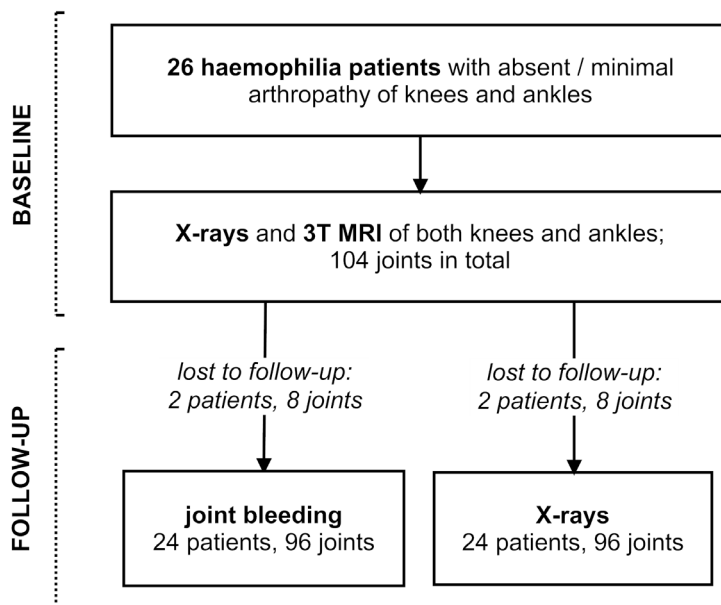 BASELINE
26 haemophilia patients with absent / minimal
arthropathy of knees and ankles
X-rays and 3T MRI of both knees and ankles;
104 joints in total
FOLLOW-UP
lost to follow-up:
2 patients, 8 joints
lost to follow-up:
2 patients, 8 joints
joint bleeding
24 patients, 96 joints
X-rays
24 patients, 96 joints